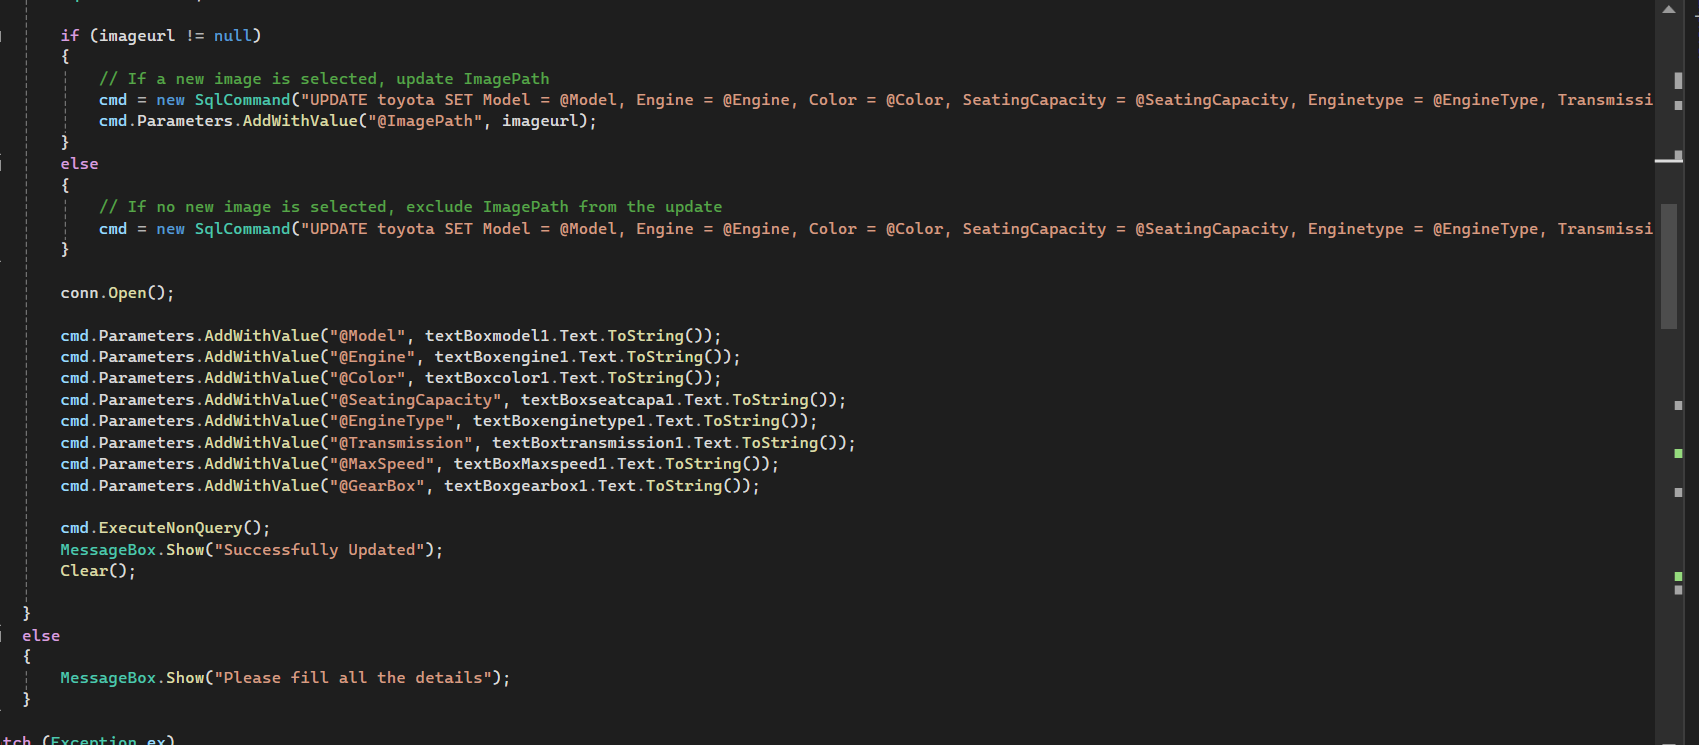 if (imageurl != null)
{
// If a new image is selected, update ImagePath
cmd = new SqlCommand("UPDATE toyota SET Model = @Model, Engine = @Engine, Color = @Color, SeatingCapacity = @SeatingCapacity, Enginetype = @EngineType, Transmissi
cmd.Parameters.AddWithValue("@ImagePath", imageurl);
}
else
{
// If no new image is selected, exclude ImagePath from the update
cmd = new SqlCommand("UPDATE toyota SET Model = @Model, Engine = @Engine, Color = @Color, SeatingCapacity = @SeatingCapacity, Enginetype = @EngineType, Transmissi
}
conn.Open();
cmd.Parameters.AddWithValue("@Model", textBoxmodel1.Text.ToString());
cmd.Parameters.AddWithValue("@Engine", textBoxengine1.Text.ToString());
cmd.Parameters.AddWithValue("@Color", textBoxcolor1.Text.ToString());
cmd.Parameters.AddWithValue("@SeatingCapacity", textBoxseatcapa1.Text.ToString());
cmd.Parameters.AddWithValue("@EngineType", textBoxenginetype1.Text.ToString());
cmd.Parameters.AddWithValue("@Transmission", textBoxtransmission1.Text.ToString());
cmd.Parameters.AddWithValue("@MaxSpeed", textBoxMaxspeed1.Text.ToString());
cmd.Parameters.AddWithValue("@GearBox", textBoxgearbox1.Text.ToString());
cmd.ExecuteNonQuery();
MessageBox.Show("Successfully Updated");
Clear();
}
else
{
MessageBox.Show("Please fill all the details");
}
tch (Exception ex)